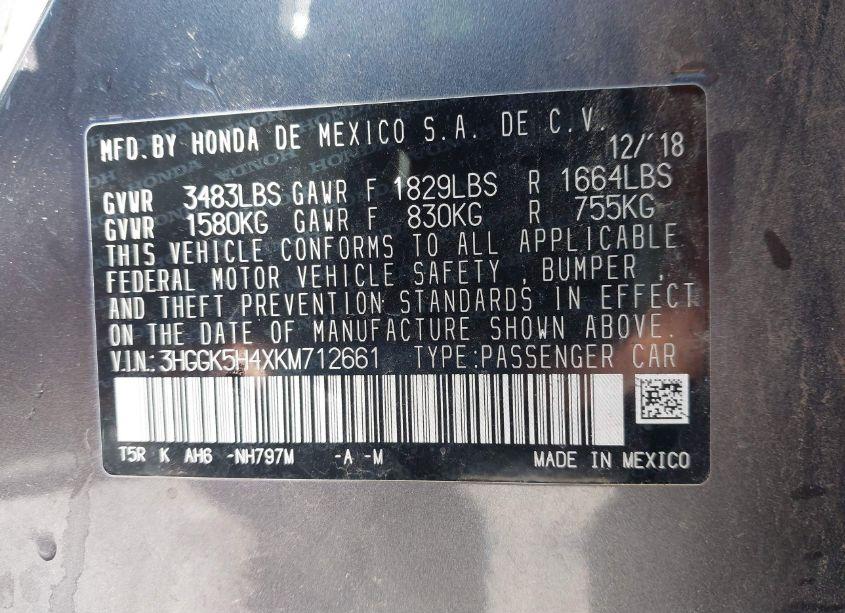 MFD. BY HONDA DE MEXICO S.A. DE C.V.
12/'18
GVWR 3483LBS GAWR F 1829LBS R 1664LBS
GVWR 1580KG GAWR F 830KG R 755KG
THIS VEHICLE CONFORMS TO ALL APPLICABLE
FEDERAL MOTOR VEHICLE SAFETY , BUMPER ,
AND THEFT PREVENTION STANDARDS IN EFFECT
ON THE DATE OF MANUFACTURE SHOWN ABOVE.
V.I.N.: 3HGGK5H4XKM712661 TYPE: PASSENGER CAR
T5R K AH6 -NH797M -A -M MADE IN MEXICO